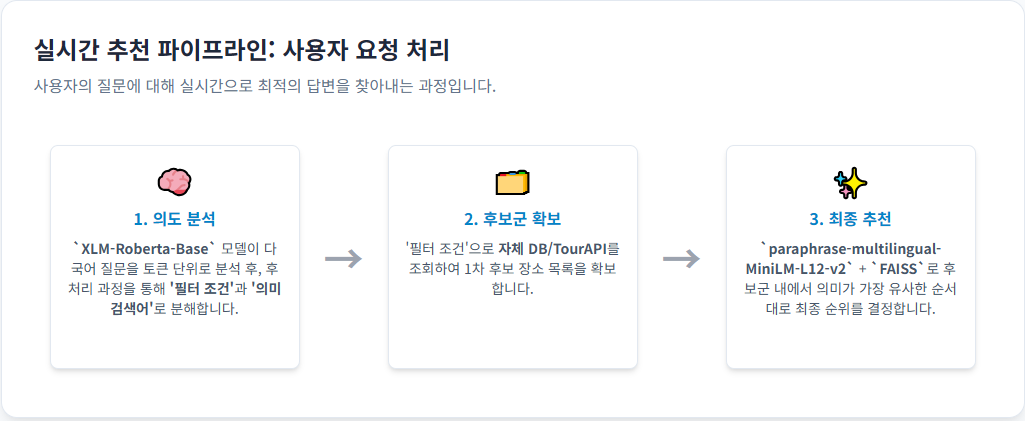 실시간 추천 파이프라인: 사용자 요청 처리
사용자의 질문에 대해 실시간으로 최적의 답변을 찾아내는 과정입니다.
1. 의도 분석
`XLM-Roberta-Base` 모델이 다
국어 질문을 토큰 단위로 분석 후, 후
처리 과정을 통해 '필터 조건'과 '의미
검색어'로 분해합니다.
→
2. 후보군 확보
'필터 조건'으로 자체 DB/TourAPI를
조회하여 1차 후보 장소 목록을 확보
합니다.
→
3. 최종 추천
`paraphrase-multilingual-
MiniLM-L12-v2` + `FAISS`로 후
보군 내에서 의미가 가장 유사한 순서
대로 최종 순위를 결정합니다.